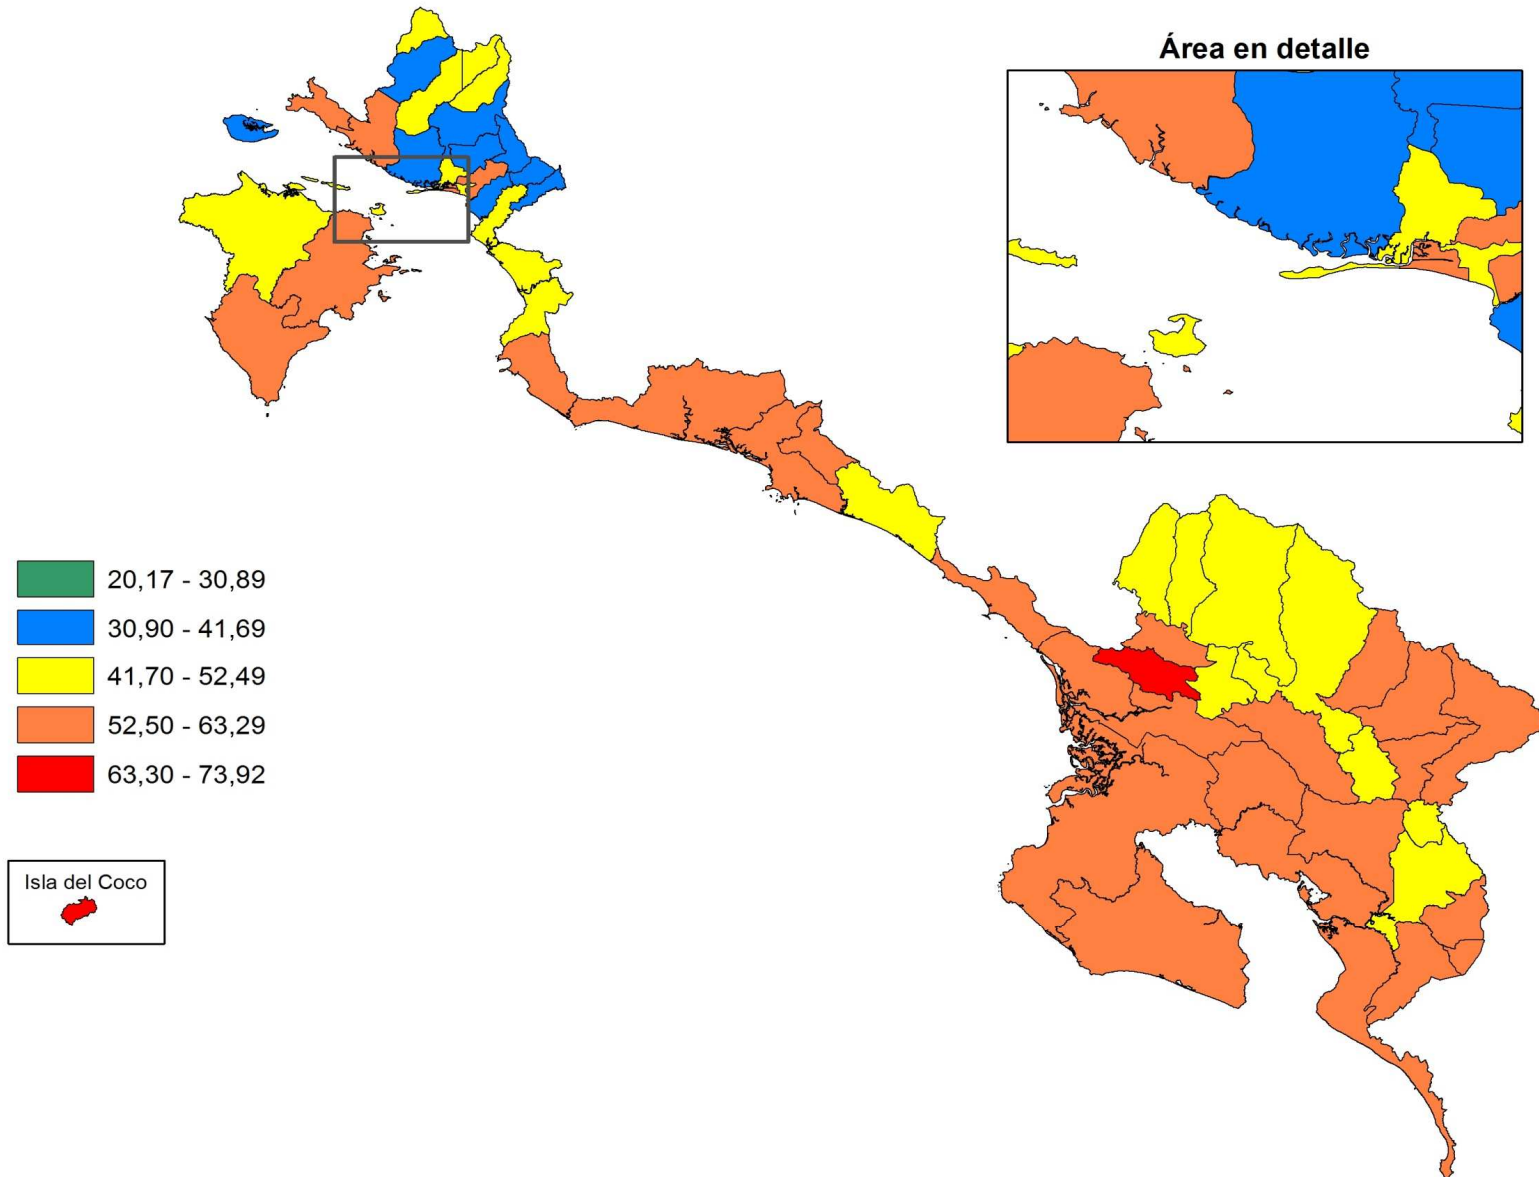 Área en detalle
20,17 - 30,89
30,90 - 41,69
41,70 - 52,49
52,50 - 63,29
63,30 - 73,92
Isla del Coco